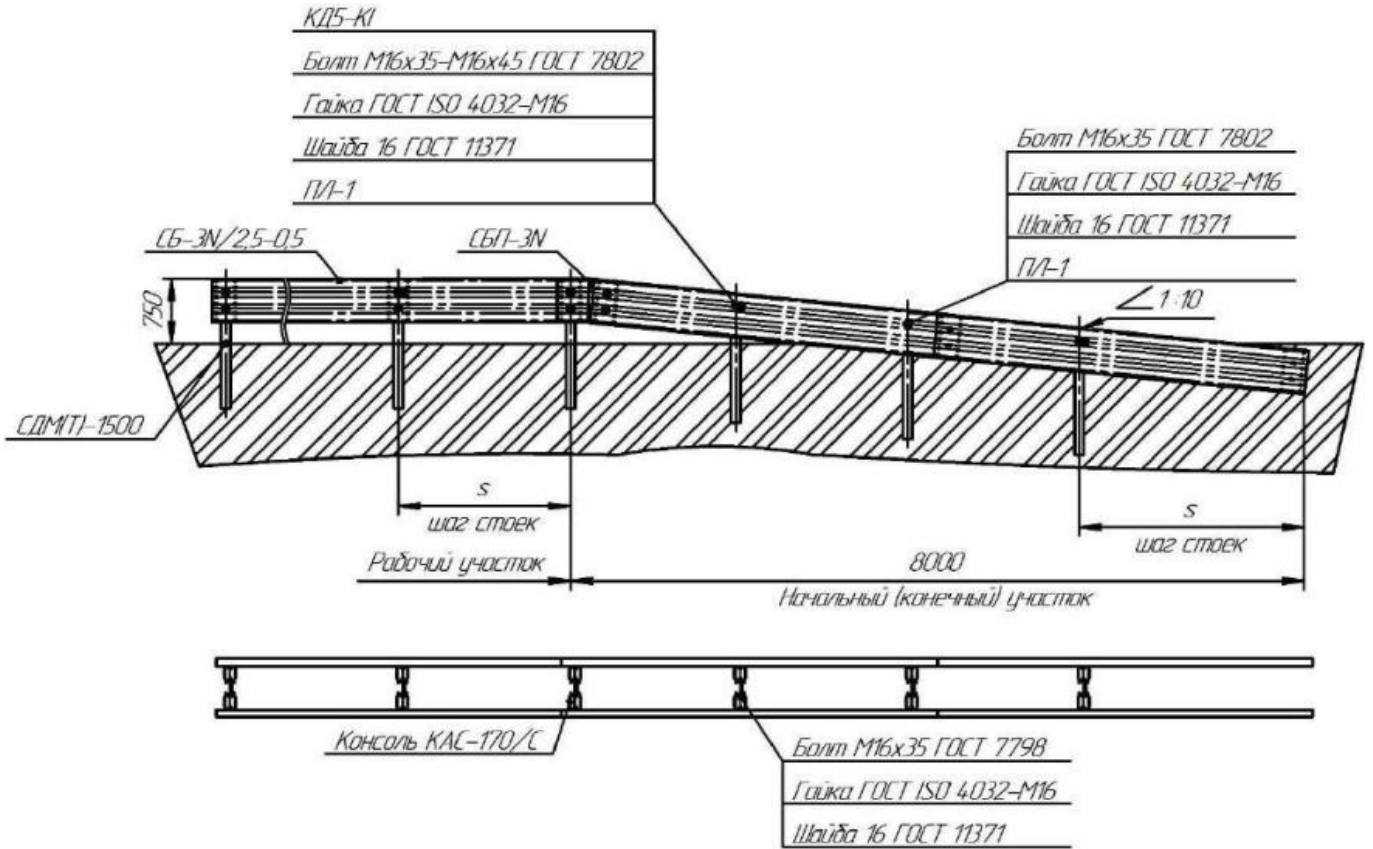 КД5-К1
Болт М16х35-М16х45 ГОСТ 7802
Гайка ГОСТ ISO 4032-М16
Шайба 16 ГОСТ 11371
ПЛ-1
Болт М16х35 ГОСТ 7802
Гайка ГОСТ ISO 4032-М16
Шайба 16 ГОСТ 11371
ПЛ-1
СБ-3N/2,5-0,5
СБП-3N
1:10
750
СДМ(Т)-1500
s
шаг стоек
s
шаг стоек
Рабочий участок
8000
Начальный (конечный) участок
Консоль КАС-170/С
Болт М16х35 ГОСТ 7798
Гайка ГОСТ ISO 4032-М16
Шайба 16 ГОСТ 11371